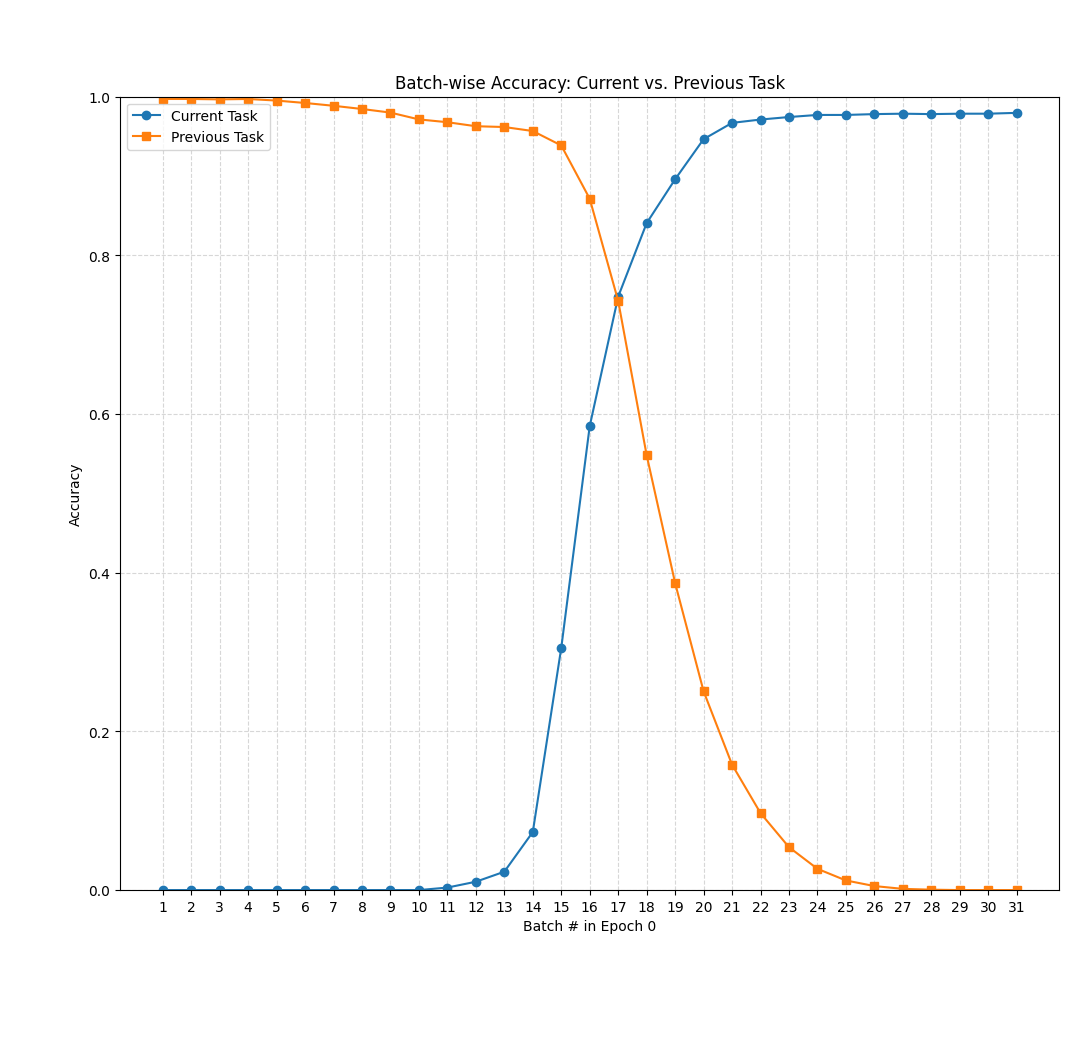 Batch-wise Accuracy: Current vs. Previous Task
1.0
Current Task
Previous Task
0.8
0.6
Accuracy
0.4
0.2
0.0
1 2 3 4 5 6 7 8 9 10 11 12 13 14 15 16 17 18 19 20 21 22 23 24 25 26 27 28 29 30 31
Batch # in Epoch 0